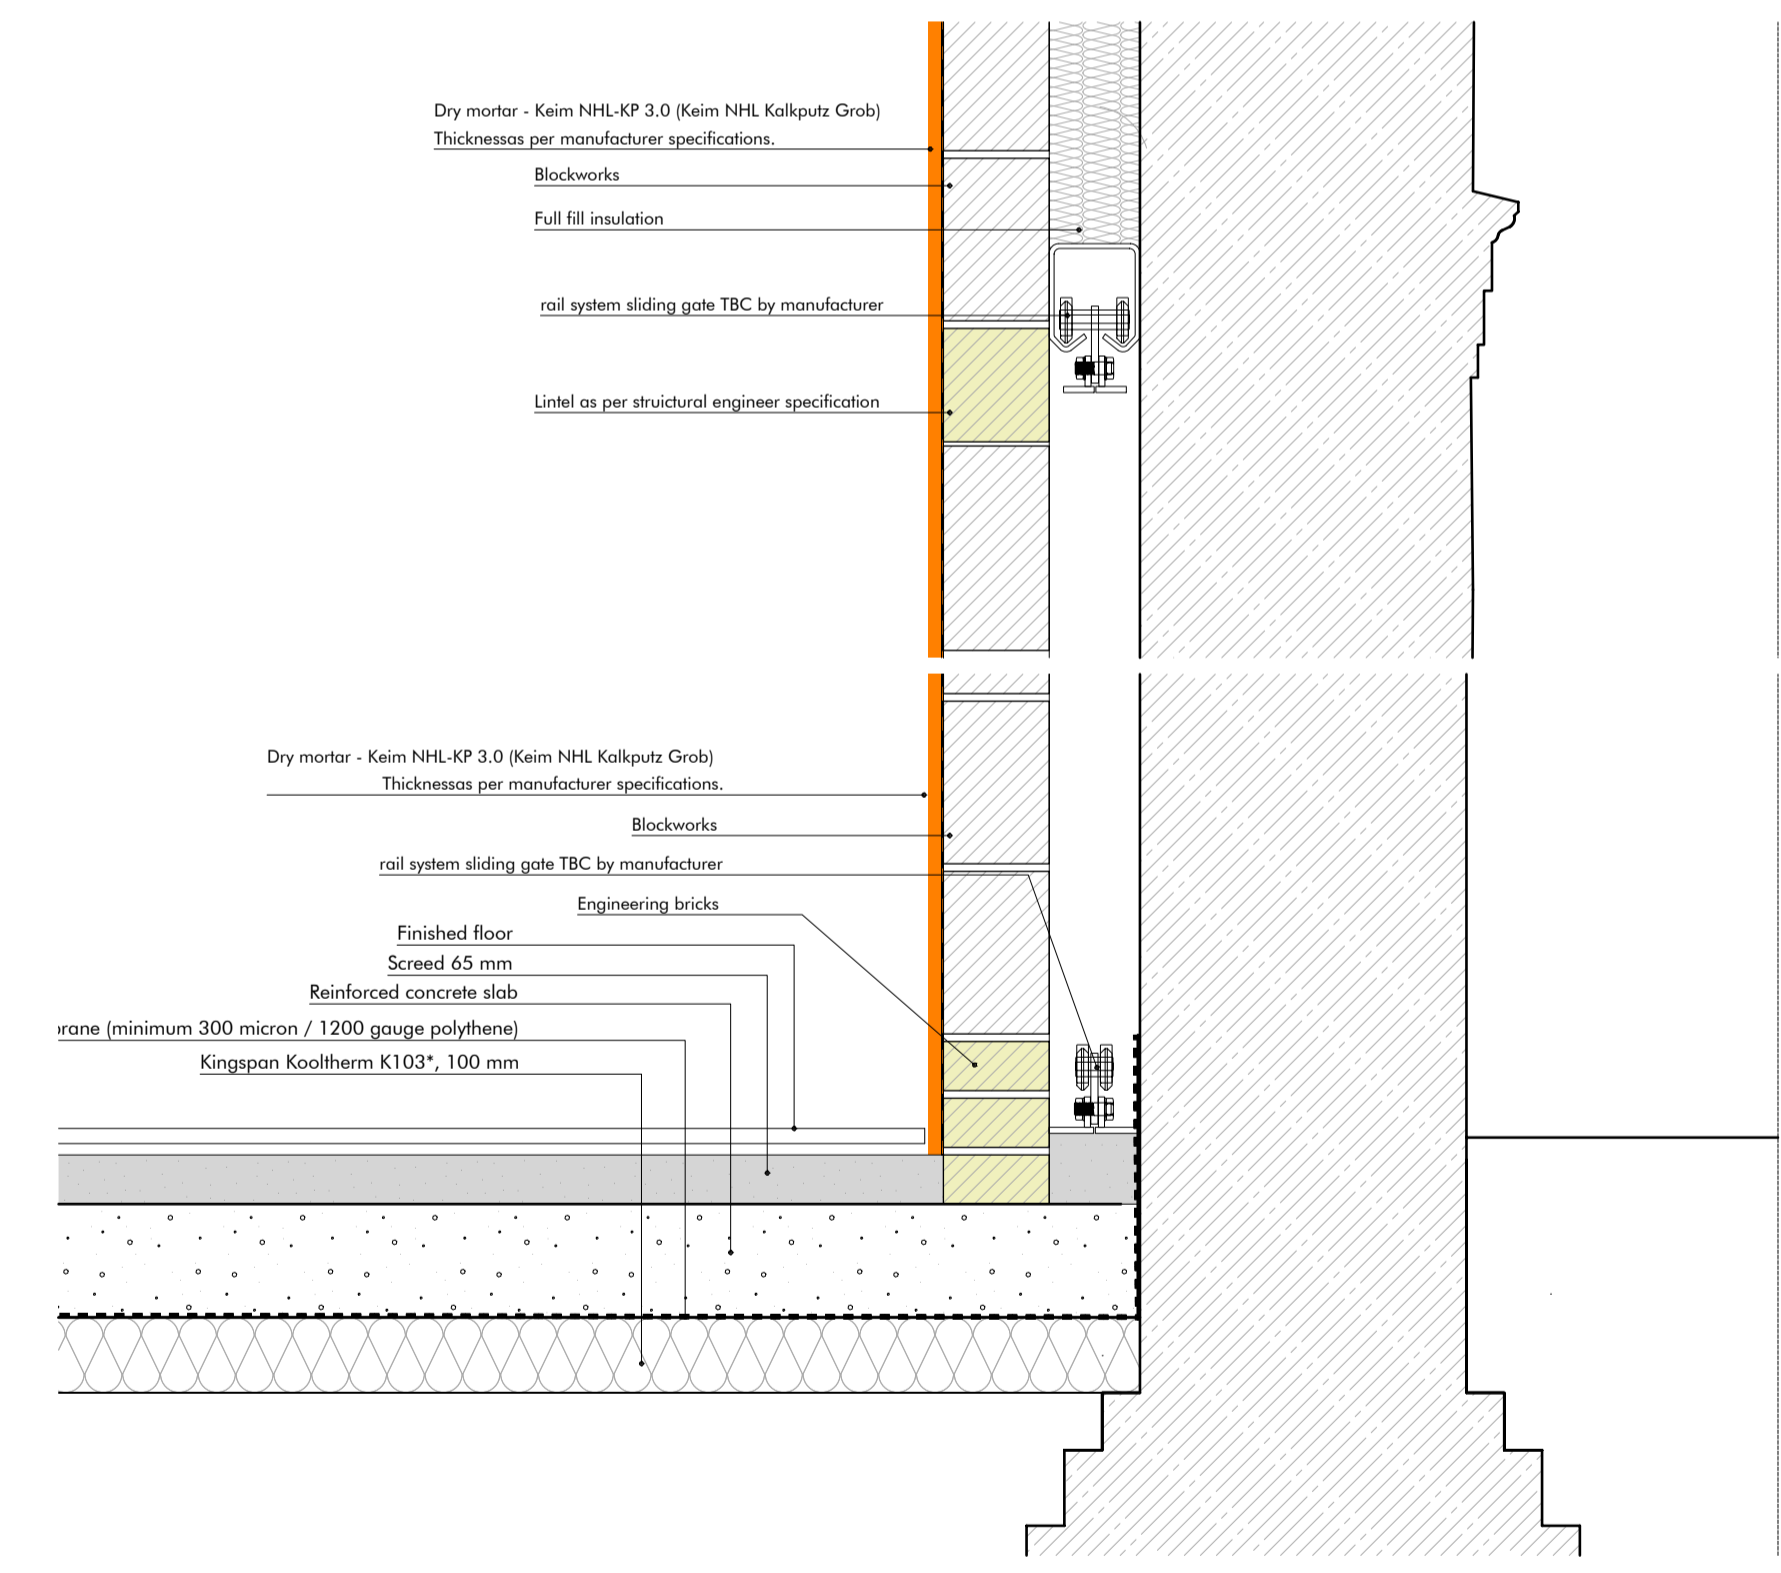 Dry mortar - Keim NHL-KP 3.0 (Keim NHL Kalkputz Grob)
Thicknessas per manufacturer specifications.
Blockworks
Full fill insulation
rail system sliding gate TBC by manufacturer
Lintel as per struictural engineer specification
Dry mortar - Keim NHL-KP 3.0 (Keim NHL Kalkputz Grob)
Thicknessas per manufacturer specifications.
Blockworks
rail system sliding gate TBC by manufacturer
Engineering bricks
Finished floor
Screed 65 mm
Reinforced concrete slab
(minimum 300 micron / 1200 gauge polythene)
Kingspan Kooltherm K103*, 100 mm